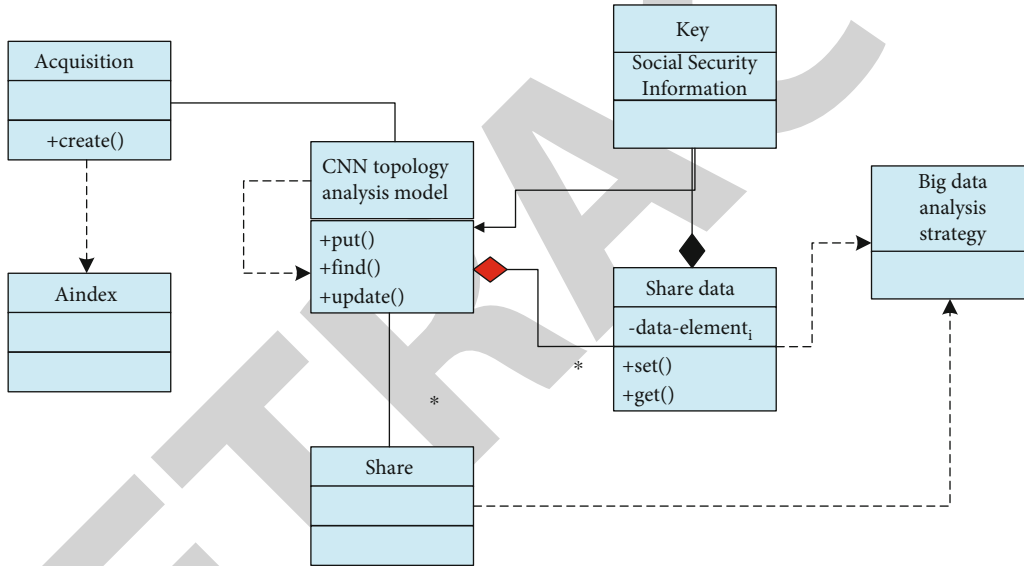 Acquisition
+create()
Aindex
CNN topology
analysis model
+put()
+find()
+update()
*
Share
Key
Social Security
Information
Share data
-data-elementᵢ
+set()
+get()
*
Big data
analysis
strategy
TRAC